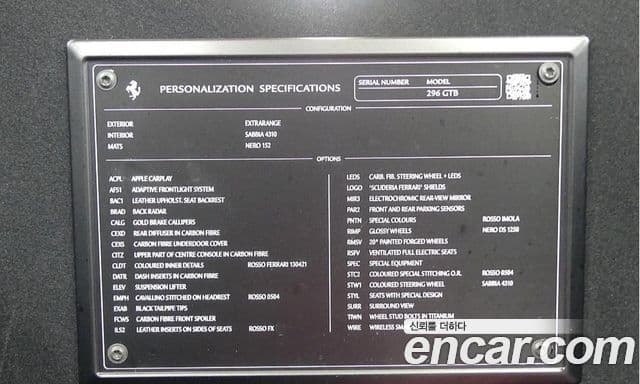 PERSONALIZATION SPECIFICATIONS
SERIAL NUMBER MODEL
296 GTB
CONFIGURATION
EXTERIOR EXTRARANGE
INTERIOR SABBIA 4310
MATS NERO 152
OPTIONS
ACPL APPLE CARPLAY
AFS1 ADAPTIVE FRONTLIGHT SYSTEM
BAC1 LEATHER UPHOLST. SEAT BACKREST
BRAD BACK RADAR
CALG GOLD BRAKE CALLIPERS
CEXD REAR DIFFUSER IN CARBON FIBRE
CEXS CARBON FIBRE UNDERDOOR COVER
CITZ UPPER PART OF CENTRE CONSOLE IN CARBON FIBRE
CLDT COLOURED INNER DETAILS ROSSO FERRARI 130421
DATR DASH INSERTS IN CARBON FIBRE
ELEV SUSPENSION LIFTER
EMPH CAVALLINO STITCHED ON HEADREST ROSSO 0504
EXAB BLACK TAILPIPE TIPS
FCWS CARBON FIBRE FRONT SPOILER
ILS2 LEATHER INSERTS ON SIDES OF SEATS ROSSO FX
LEDS CARB. FIB. STEERING WHEEL + LEDS
LOGO "SCUDERIA FERRARI" SHIELDS
MIR3 ELECTROCHROMIC REAR-VIEW MIRROR
PAR2 FRONT AND REAR PARKING SENSORS
PNTN SPECIAL COLOURS ROSSO IMOLA
RIMP GLOSSY WHEELS NERO DS 1250
RMSV 20" PAINTED FORGED WHEELS
RSFV VENTILATED FULL ELECTRIC SEATS
SPEC SPECIAL EQUIPMENT
STC2 COLOURED SPECIAL STITCHING O.R. ROSSO 0504
STW1 COLOURED STEERING WHEEL SABBIA 4310
STYL SEATS WITH SPECIAL DESIGN
SURR SURROUND VIEW
TIWN WHEEL STUD BOLTS IN TITANIUM
WIRE WIRELESS
신뢰를 더하다
encar.com